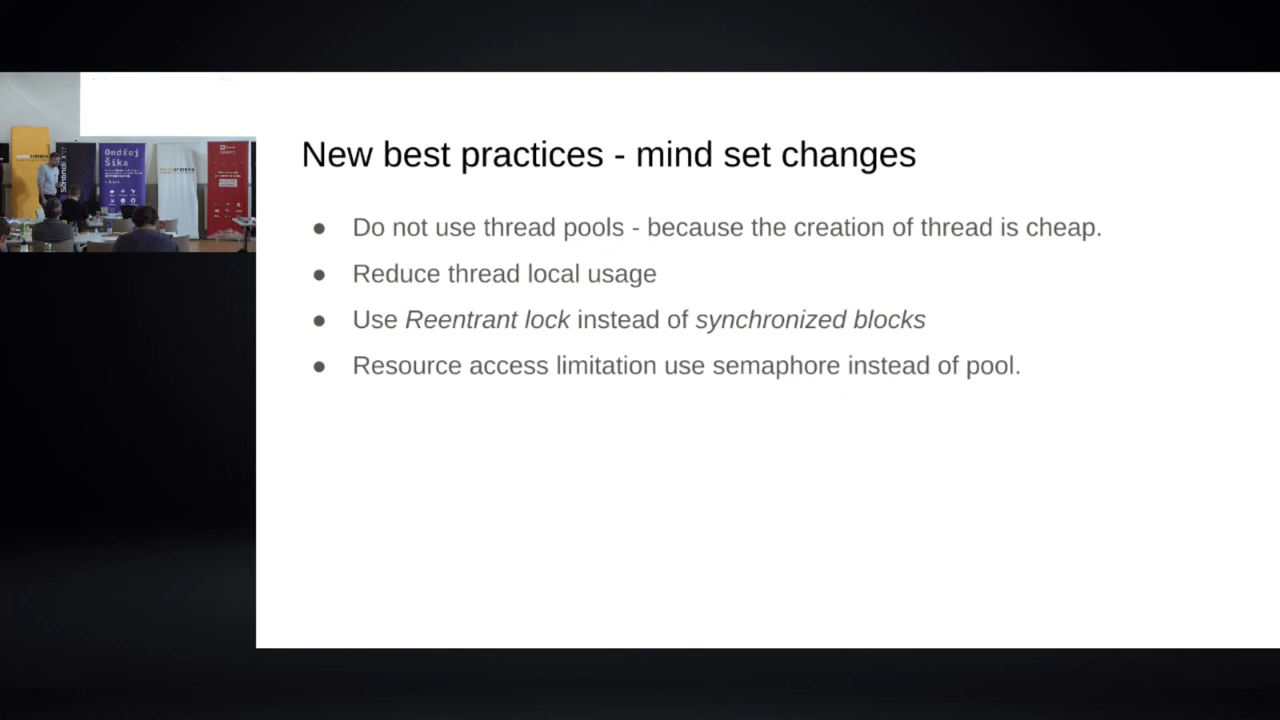 Ondřej
Šika
New best practices - mind set changes
● Do not use thread pools - because the creation of thread is cheap.
● Reduce thread local usage
● Use Reentrant lock instead of synchronized blocks
● Resource access limitation use semaphore instead of pool.